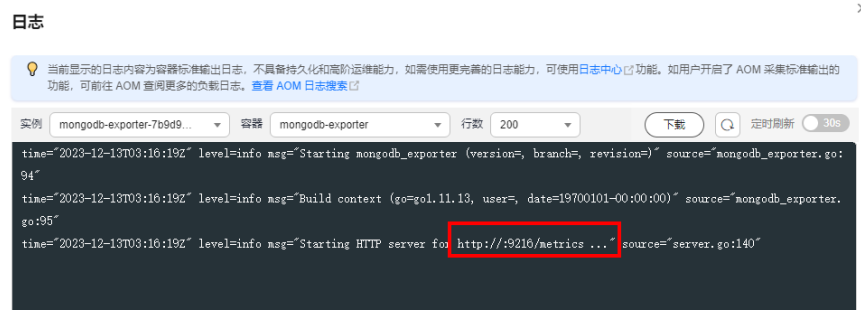 日志
当前显示的日志内容为容器标准输出日志，不具备持久化和高阶运维能力，如需使用更完善的日志能力，可使用日志中心功能。如用户开启了 AOM 采集标准输出的
功能，可前往 AOM 查阅更多的负载日志。查看 AOM 日志搜索
实例 mongodb-exporter-7b9d9... 容器 mongodb-exporter 行数 200 下载 定时刷新 30s
time="2023-12-13T03:16:19Z" level=info msg="Starting mongodb_exporter (version=, branch=, revision=)" source="mongodb_exporter.go:
94"
time="2023-12-13T03:16:19Z" level=info msg="Build context (go=go1.11.13, user=, date=19700101-00:00:00)" source="mongodb_exporter.
go:95"
time="2023-12-13T03:16:19Z" level=info msg="Starting HTTP server for http://:9216/metrics ..." source="server.go:140"